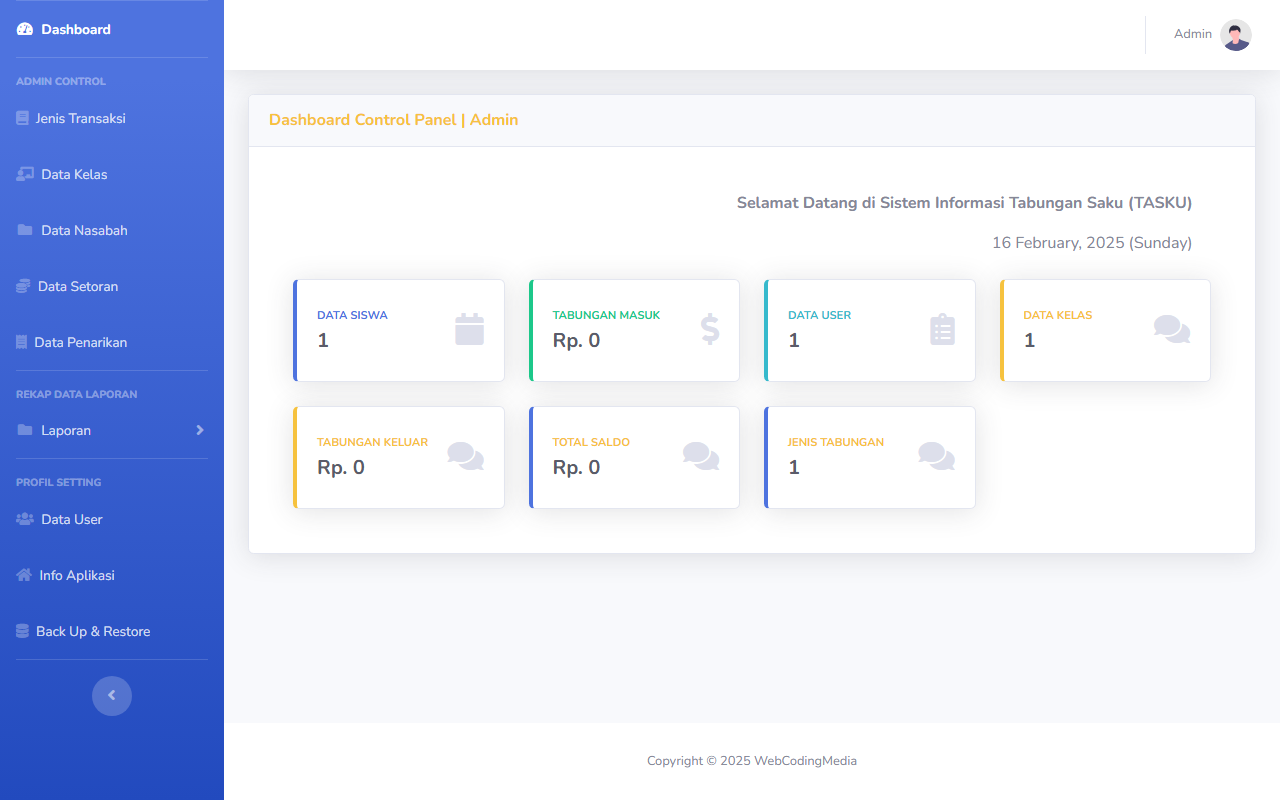 Dashboard
ADMIN CONTROL
Jenis Transaksi
Data Kelas
Data Nasabah
Data Setoran
Data Penarikan
REKAP DATA LAPORAN
Laporan
PROFIL SETTING
Data User
Info Aplikasi
Back Up & Restore
Admin
Dashboard Control Panel | Admin
Selamat Datang di Sistem Informasi Tabungan Saku (TASKU)
16 February, 2025 (Sunday)
DATA SISWA
1
TABUNGAN MASUK
Rp. 0
DATA USER
1
DATA KELAS
1
TABUNGAN KELUAR
Rp. 0
TOTAL SALDO
Rp. 0
JENIS TABUNGAN
1
Copyright © 2025 WebCodingMedia